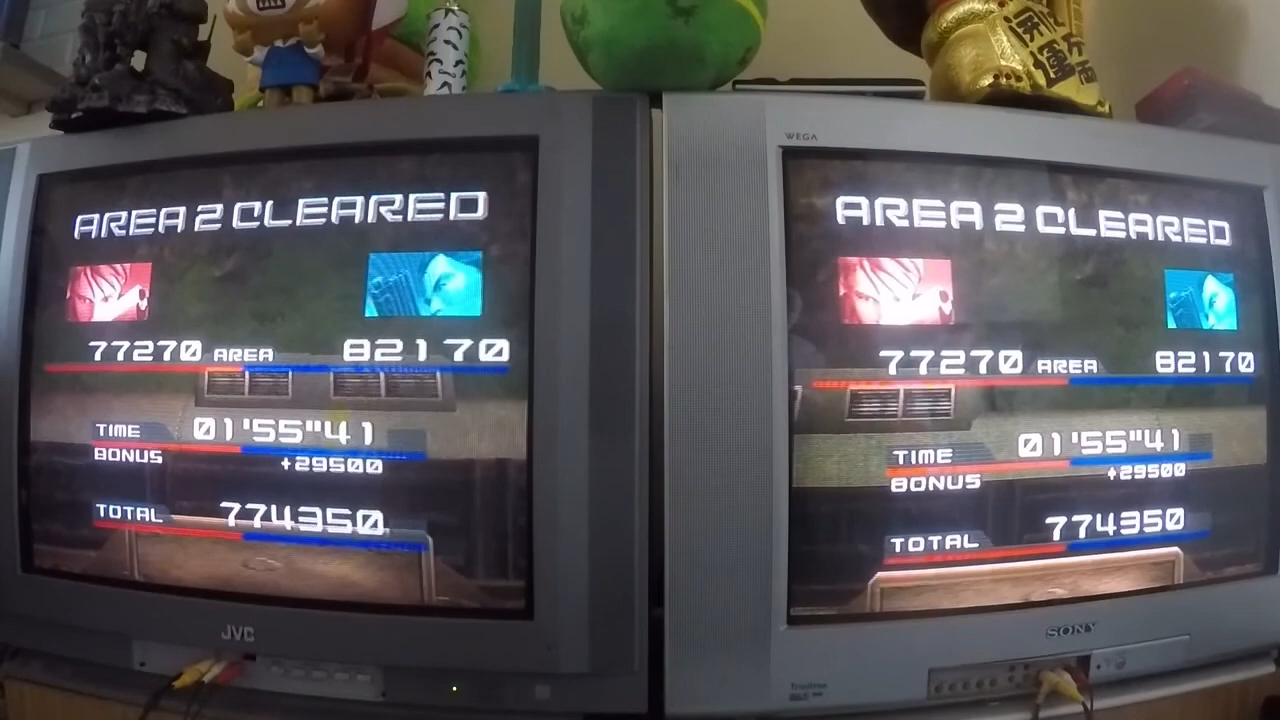 AREA 2 CLEARED
77270 AREA 82170
TIME 01'55"41
BONUS +29500
TOTAL 774350
JVC
WEGA
AREA 2 CLEARED
77270 AREA 82170
TIME 01'55"41
BONUS +29500
TOTAL 774350
SONY
Trinitron